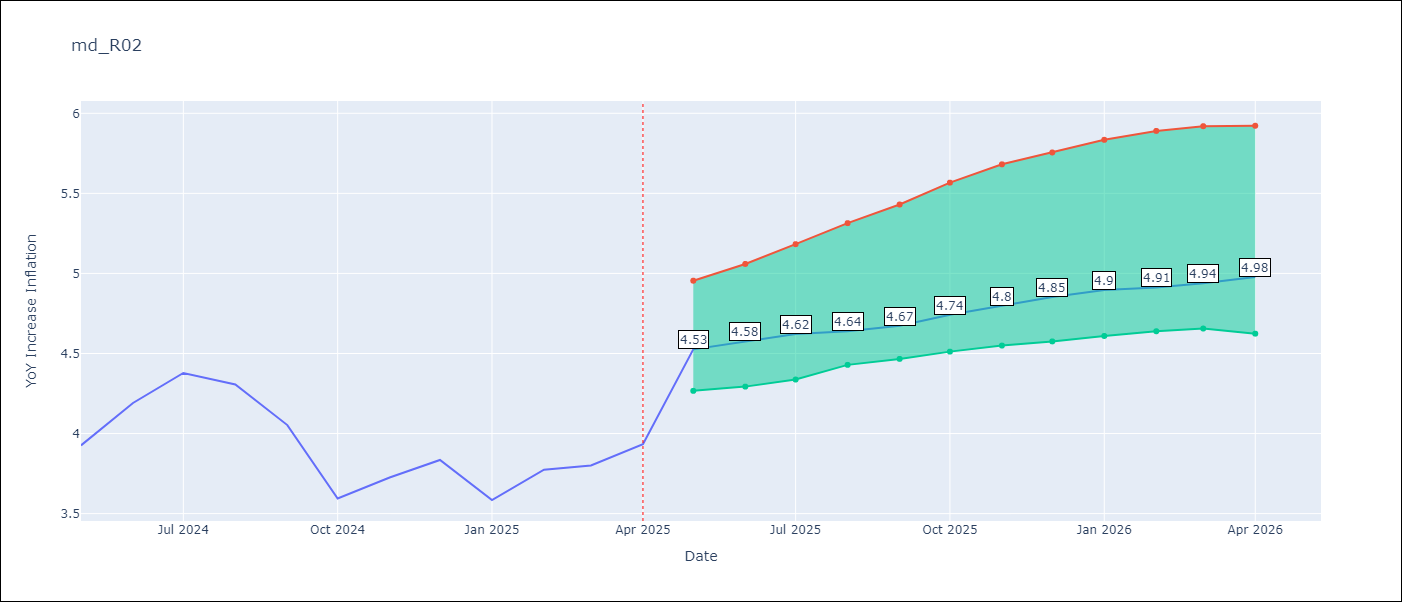 md_R02
YoY Increase Inflation
6
5.5
5
4.5
4
3.5
4.53
4.58
4.62
4.64
4.67
4.74
4.8
4.85
4.9
4.91
4.94
4.98
Jul 2024
Oct 2024
Jan 2025
Apr 2025
Jul 2025
Oct 2025
Jan 2026
Apr 2026
Date